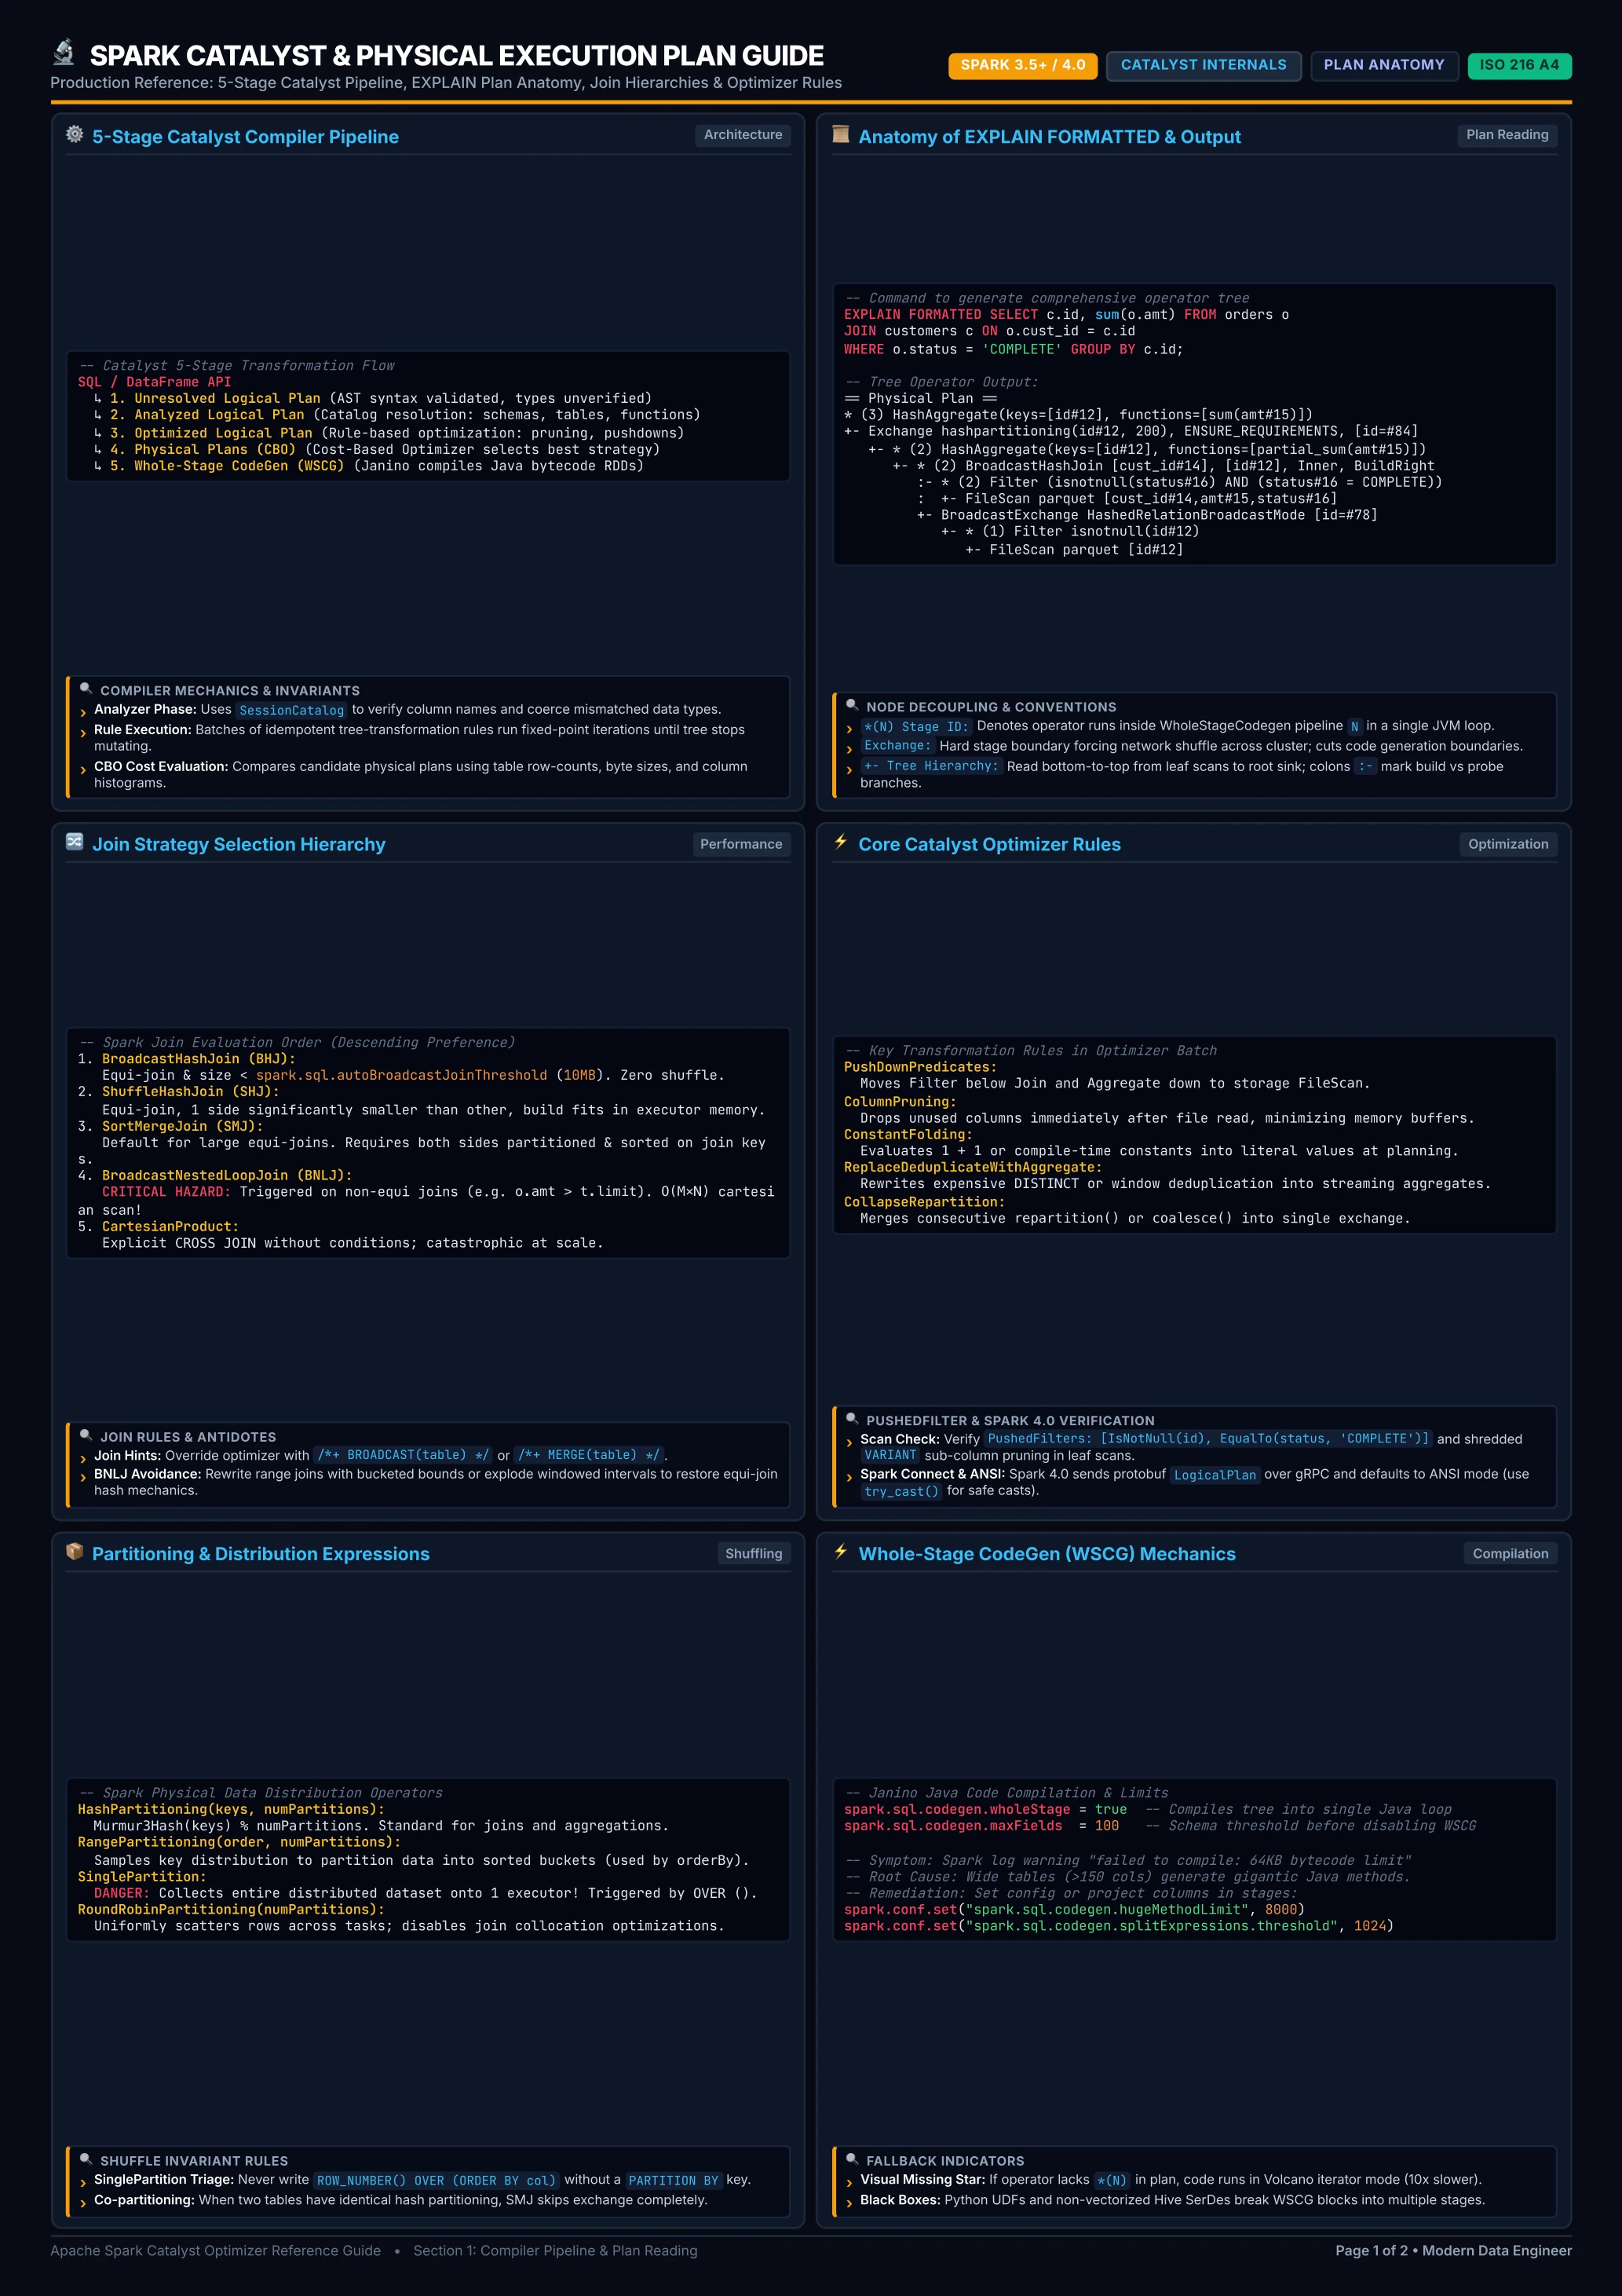 SPARK CATALYST & PHYSICAL EXECUTION PLAN GUIDE
Production Reference: 5-Stage Catalyst Pipeline, EXPLAIN Plan Anatomy, Join Hierarchies & Optimizer Rules
SPARK 3.5+ / 4.0
CATALYST INTERNALS
PLAN ANATOMY
ISO 216 A4
5-Stage Catalyst Compiler Pipeline
Architecture
-- Catalyst 5-Stage Transformation Flow
SQL / DataFrame API
↳ 1. Unresolved Logical Plan (AST syntax validated, types unverified)
↳ 2. Analyzed Logical Plan (Catalog resolution: schemas, tables, functions)
↳ 3. Optimized Logical Plan (Rule-based optimization: pruning, pushdowns)
↳ 4. Physical Plans (CBO) (Cost-Based Optimizer selects best strategy)
↳ 5. Whole-Stage CodeGen (WSCG) (Janino compiles Java bytecode RDDs)
COMPILER MECHANICS & INVARIANTS
› Analyzer Phase: Uses SessionCatalog to verify column names and coerce mismatched data types.
› Rule Execution: Batches of idempotent tree-transformation rules run fixed-point iterations until tree stops
mutating.
› CBO Cost Evaluation: Compares candidate physical plans using table row-counts, byte sizes, and column
histograms.
Anatomy of EXPLAIN FORMATTED & Output
Plan Reading
-- Command to generate comprehensive operator tree
EXPLAIN FORMATTED SELECT c.id, sum(o.amt) FROM orders o
JOIN customers c ON o.cust_id = c.id
WHERE o.status = 'COMPLETE' GROUP BY c.id;
-- Tree Operator Output:
== Physical Plan ==
* (3) HashAggregate(keys=[id#12], functions=[sum(amt#15)])
+- Exchange hashpartitioning(id#12, 200), ENSURE_REQUIREMENTS, [id=#84]
+- * (2) HashAggregate(keys=[id#12], functions=[partial_sum(amt#15)])
+- * (2) BroadcastHashJoin [cust_id#14], [id#12], Inner, BuildRight
:- * (2) Filter (isnotnull(status#16) AND (status#16 = COMPLETE))
:  +- FileScan parquet [cust_id#14,amt#15,status#16]
+- BroadcastExchange HashedRelationBroadcastMode [id=#78]
+- * (1) Filter isnotnull(id#12)
+- FileScan parquet [id#12]
NODE DECOUPLING & CONVENTIONS
› *(N) Stage ID: Denotes operator runs inside WholeStageCodegen pipeline N in a single JVM loop.
› Exchange: Hard stage boundary forcing network shuffle across cluster; cuts code generation boundaries.
› +- Tree Hierarchy: Read bottom-to-top from leaf scans to root sink; colons :- mark build vs probe
branches.
Join Strategy Selection Hierarchy
Performance
-- Spark Join Evaluation Order (Descending Preference)
1. BroadcastHashJoin (BHJ):
Equi-join & size < spark.sql.autoBroadcastJoinThreshold (10MB). Zero shuffle.
2. ShuffleHashJoin (SHJ):
Equi-join, 1 side significantly smaller than other, build fits in executor memory.
3. SortMergeJoin (SMJ):
Default for large equi-joins. Requires both sides partitioned & sorted on join key
s.
4. BroadcastNestedLoopJoin (BNLJ):
CRITICAL HAZARD: Triggered on non-equi joins (e.g. o.amt > t.limit). O(M×N) cartesi
an scan!
5. CartesianProduct:
Explicit CROSS JOIN without conditions; catastrophic at scale.
JOIN RULES & ANTIDOTES
› Join Hints: Override optimizer with /*+ BROADCAST(table) */ or /*+ MERGE(table) */.
› BNLJ Avoidance: Rewrite range joins with bucketed bounds or explode windowed intervals to restore equi-join
hash mechanics.
Core Catalyst Optimizer Rules
Optimization
-- Key Transformation Rules in Optimizer Batch
PushDownPredicates:
Moves Filter below Join and Aggregate down to storage FileScan.
ColumnPruning:
Drops unused columns immediately after file read, minimizing memory buffers.
ConstantFolding:
Evaluates 1 + 1 or compile-time constants into literal values at planning.
ReplaceDeduplicateWithAggregate:
Rewrites expensive DISTINCT or window deduplication into streaming aggregates.
CollapseRepartition:
Merges consecutive repartition() or coalesce() into single exchange.
PUSHEDFILTER & SPARK 4.0 VERIFICATION
› Scan Check: Verify PushedFilters: [IsNotNull(id), EqualTo(status, 'COMPLETE')] and shredded
VARIANT sub-column pruning in leaf scans.
› Spark Connect & ANSI: Spark 4.0 sends protobuf LogicalPlan over gRPC and defaults to ANSI mode (use
try_cast() for safe casts).
Partitioning & Distribution Expressions
Shuffling
-- Spark Physical Data Distribution Operators
HashPartitioning(keys, numPartitions):
Murmur3Hash(keys) % numPartitions. Standard for joins and aggregations.
RangePartitioning(order, numPartitions):
Samples key distribution to partition data into sorted buckets (used by orderBy).
SinglePartition:
DANGER: Collects entire distributed dataset onto 1 executor! Triggered by OVER ().
RoundRobinPartitioning(numPartitions):
Uniformly scatters rows across tasks; disables join collocation optimizations.
SHUFFLE INVARIANT RULES
› SinglePartition Triage: Never write ROW_NUMBER() OVER (ORDER BY col) without a PARTITION BY key.
› Co-partitioning: When two tables have identical hash partitioning, SMJ skips exchange completely.
Whole-Stage CodeGen (WSCG) Mechanics
Compilation
-- Janino Java Code Compilation & Limits
spark.sql.codegen.wholeStage = true  -- Compiles tree into single Java loop
spark.sql.codegen.maxFields  = 100   -- Schema threshold before disabling WSCG
-- Symptom: Spark log warning "failed to compile: 64KB bytecode limit"
-- Root Cause: Wide tables (>150 cols) generate gigantic Java methods.
-- Remediation: Set config or project columns in stages:
spark.conf.set("spark.sql.codegen.hugeMethodLimit", 8000)
spark.conf.set("spark.sql.codegen.splitExpressions.threshold", 1024)
FALLBACK INDICATORS
› Visual Missing Star: If operator lacks *(N) in plan, code runs in Volcano iterator mode (10x slower).
› Black Boxes: Python UDFs and non-vectorized Hive SerDes break WSCG blocks into multiple stages.
Apache Spark Catalyst Optimizer Reference Guide • Section 1: Compiler Pipeline & Plan Reading
Page 1 of 2 • Modern Data Engineer